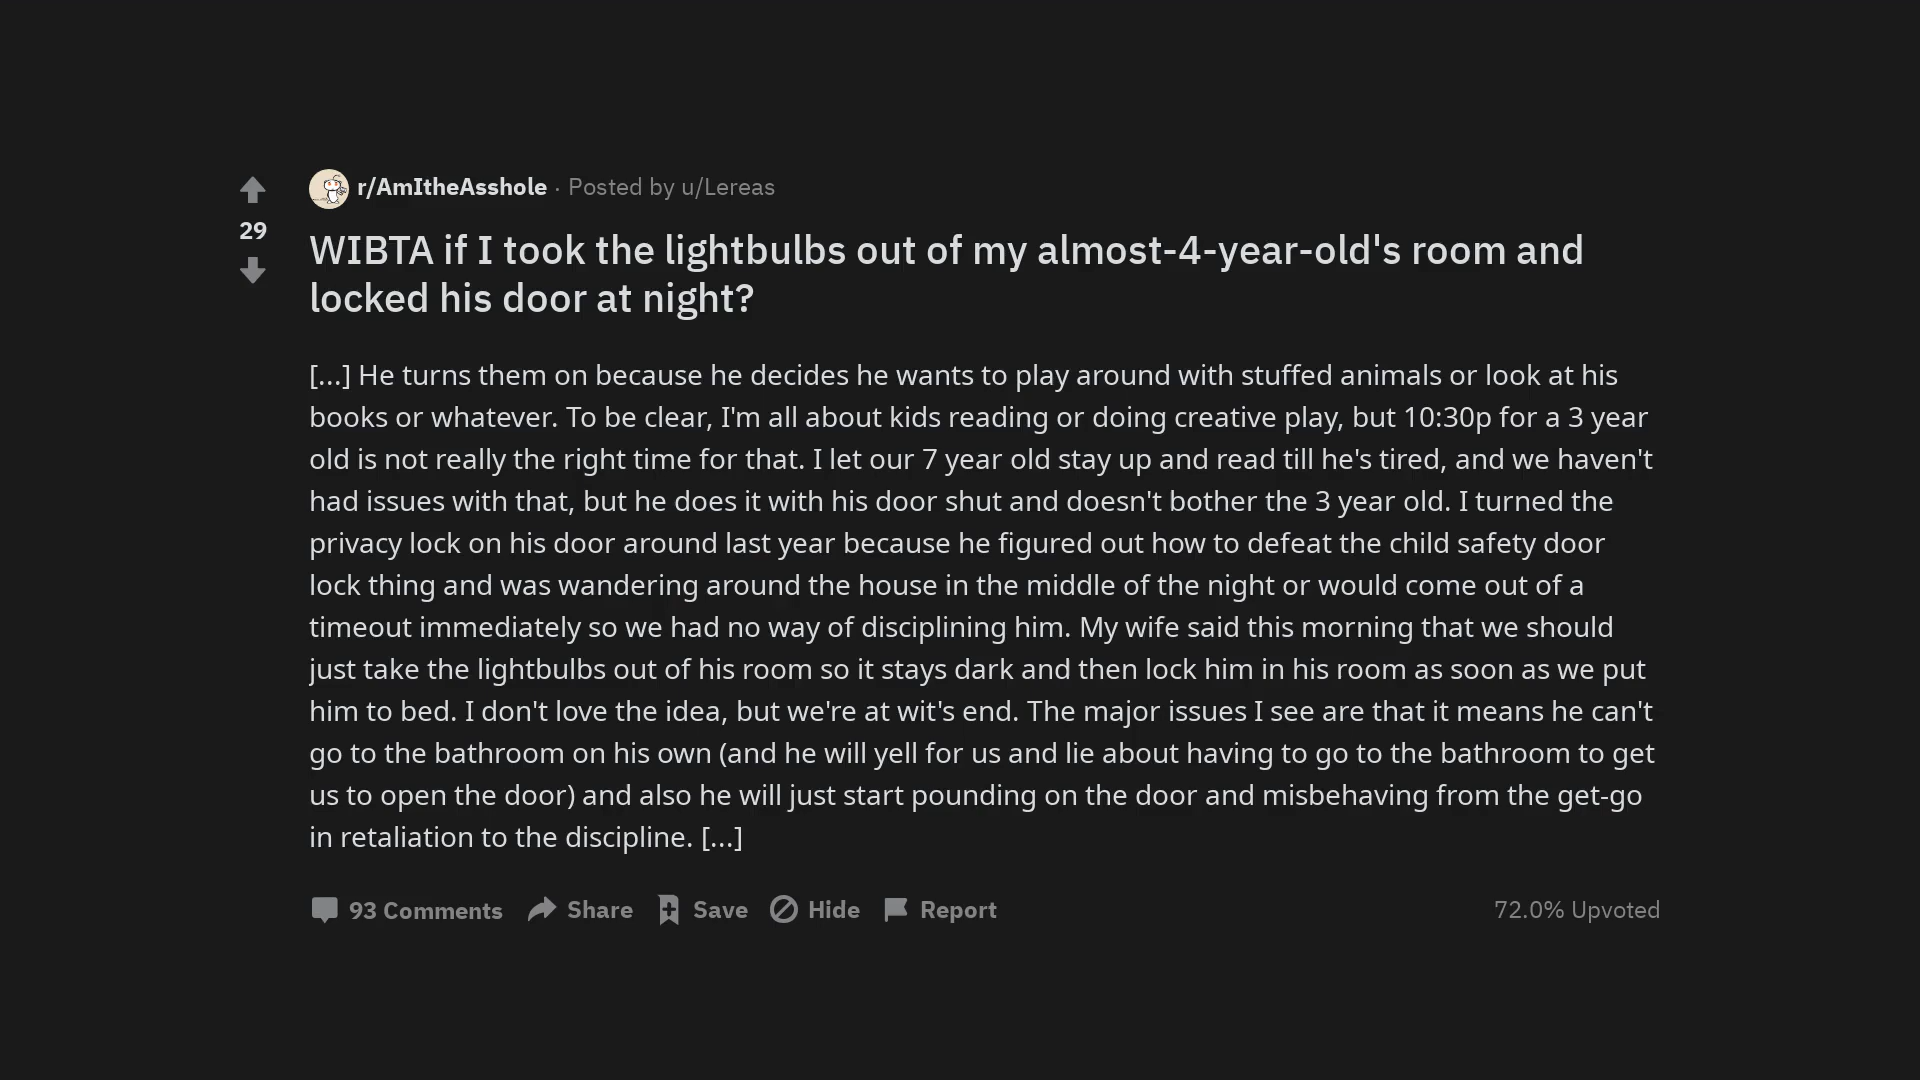 r/AmItheAsshole · Posted by u/Lereas
29
WIBTA if I took the lightbulbs out of my almost-4-year-old's room and
locked his door at night?
[...] He turns them on because he decides he wants to play around with stuffed animals or look at his
books or whatever. To be clear, I'm all about kids reading or doing creative play, but 10:30p for a 3 year
old is not really the right time for that. I let our 7 year old stay up and read till he's tired, and we haven't
had issues with that, but he does it with his door shut and doesn't bother the 3 year old. I turned the
privacy lock on his door around last year because he figured out how to defeat the child safety door
lock thing and was wandering around the house in the middle of the night or would come out of a
timeout immediately so we had no way of disciplining him. My wife said this morning that we should
just take the lightbulbs out of his room so it stays dark and then lock him in his room as soon as we put
him to bed. I don't love the idea, but we're at wit's end. The major issues I see are that it means he can't
go to the bathroom on his own (and he will yell for us and lie about having to go to the bathroom to get
us to open the door) and also he will just start pounding on the door and misbehaving from the get-go
in retaliation to the discipline. [...]
93 Comments Share Save Hide Report 72.0% Upvoted